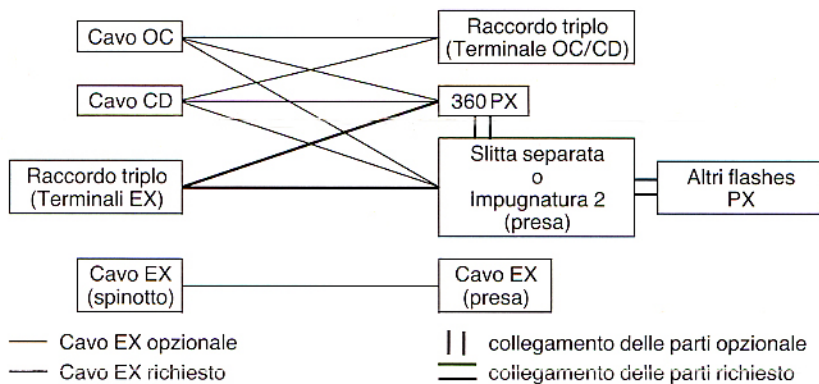 Cavo OC
Raccordo triplo
(Terminale OC/CD)
Cavo CD
360 PX
Raccordo triplo
(Terminali EX)
Slitta separata
o
Impugnatura 2
(presa)
Altri flashes
PX
Cavo EX
(spinotto)
Cavo EX
(presa)
Cavo EX opzionale
Cavo EX richiesto
collegamento delle parti opzionale
collegamento delle parti richiesto